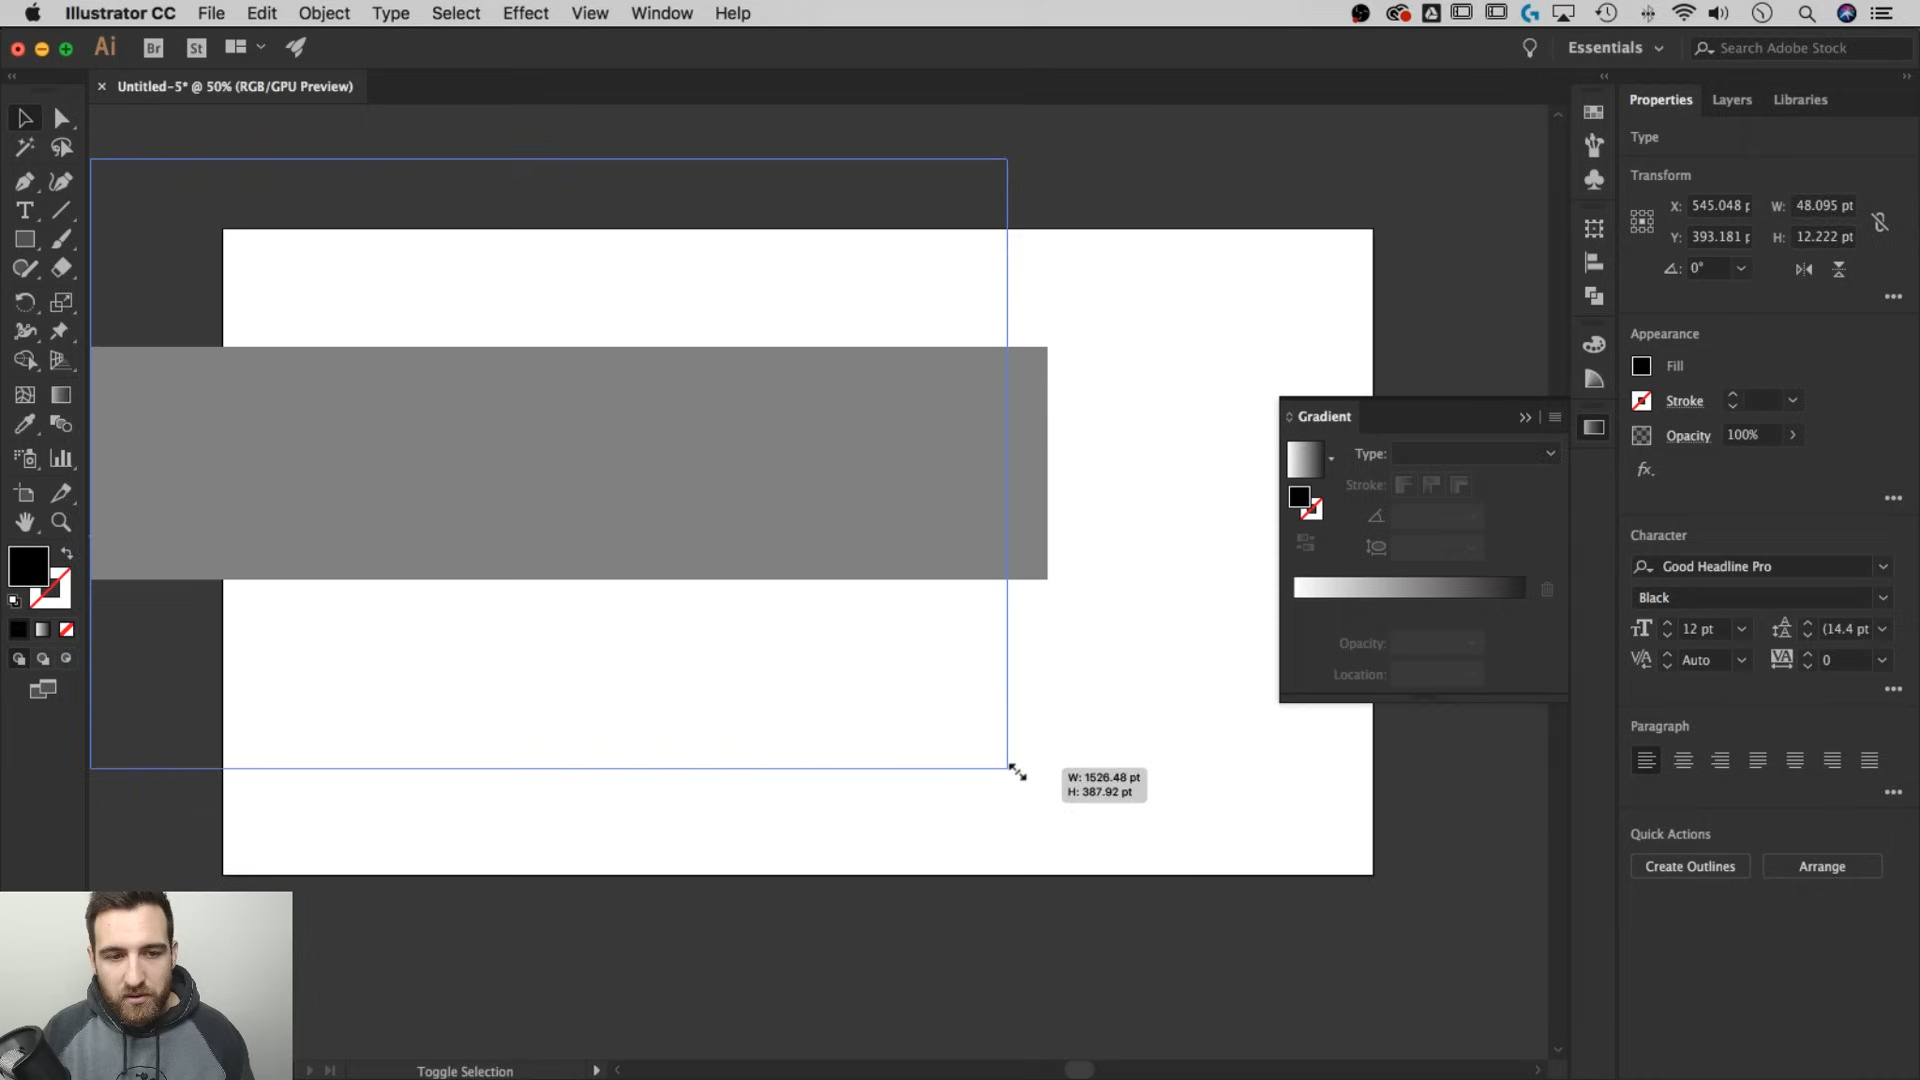 Illustrator CC File Edit Object Type Select Effect View Window Help
Ai Br St Essentials Search Adobe Stock
× Untitled-5* @ 50% (RGB/GPU Preview)
Properties Layers Libraries
Type
Transform
X: 545.048 p W: 48.095 pt
Y: 393.181 p H: 12.222 pt
0°
Appearance
Fill
Stroke
Opacity 100%
fx.
Gradient
Type:
Stroke:
Opacity:
Location:
Character
Good Headline Pro
Black
12 pt (14.4 pt
Auto 0
Paragraph
Quick Actions
Create Outlines Arrange
W: 1526.48 pt
H: 387.92 pt
Toggle Selection